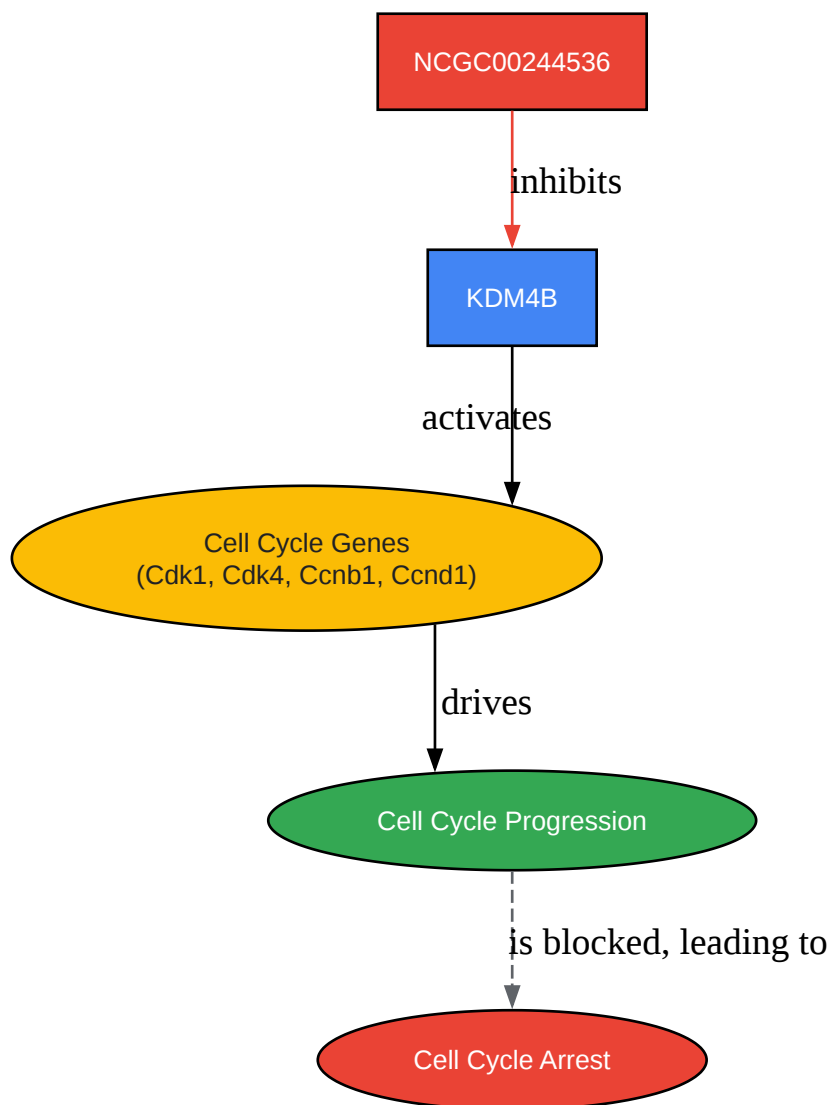 NCGC00244536
inhibits
KDM4B
activates
Cell Cycle Genes
(Cdk1, Cdk4, Ccnb1, Ccnd1)
drives
Cell Cycle Progression
is blocked, leading to
Cell Cycle Arrest